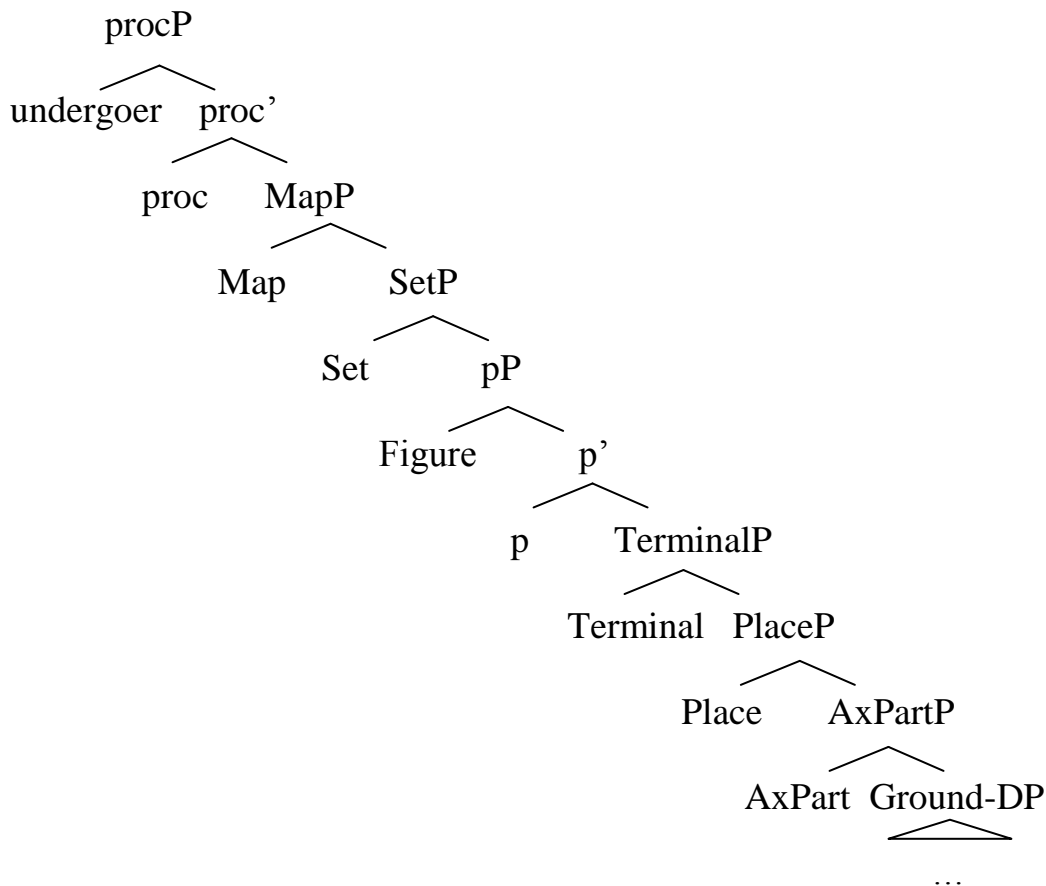 procP
undergoer proc’
proc MapP
Map SetP
Set pP
Figure p’
p TerminalP
Terminal PlaceP
Place AxPartP
AxPart Ground-DP
…